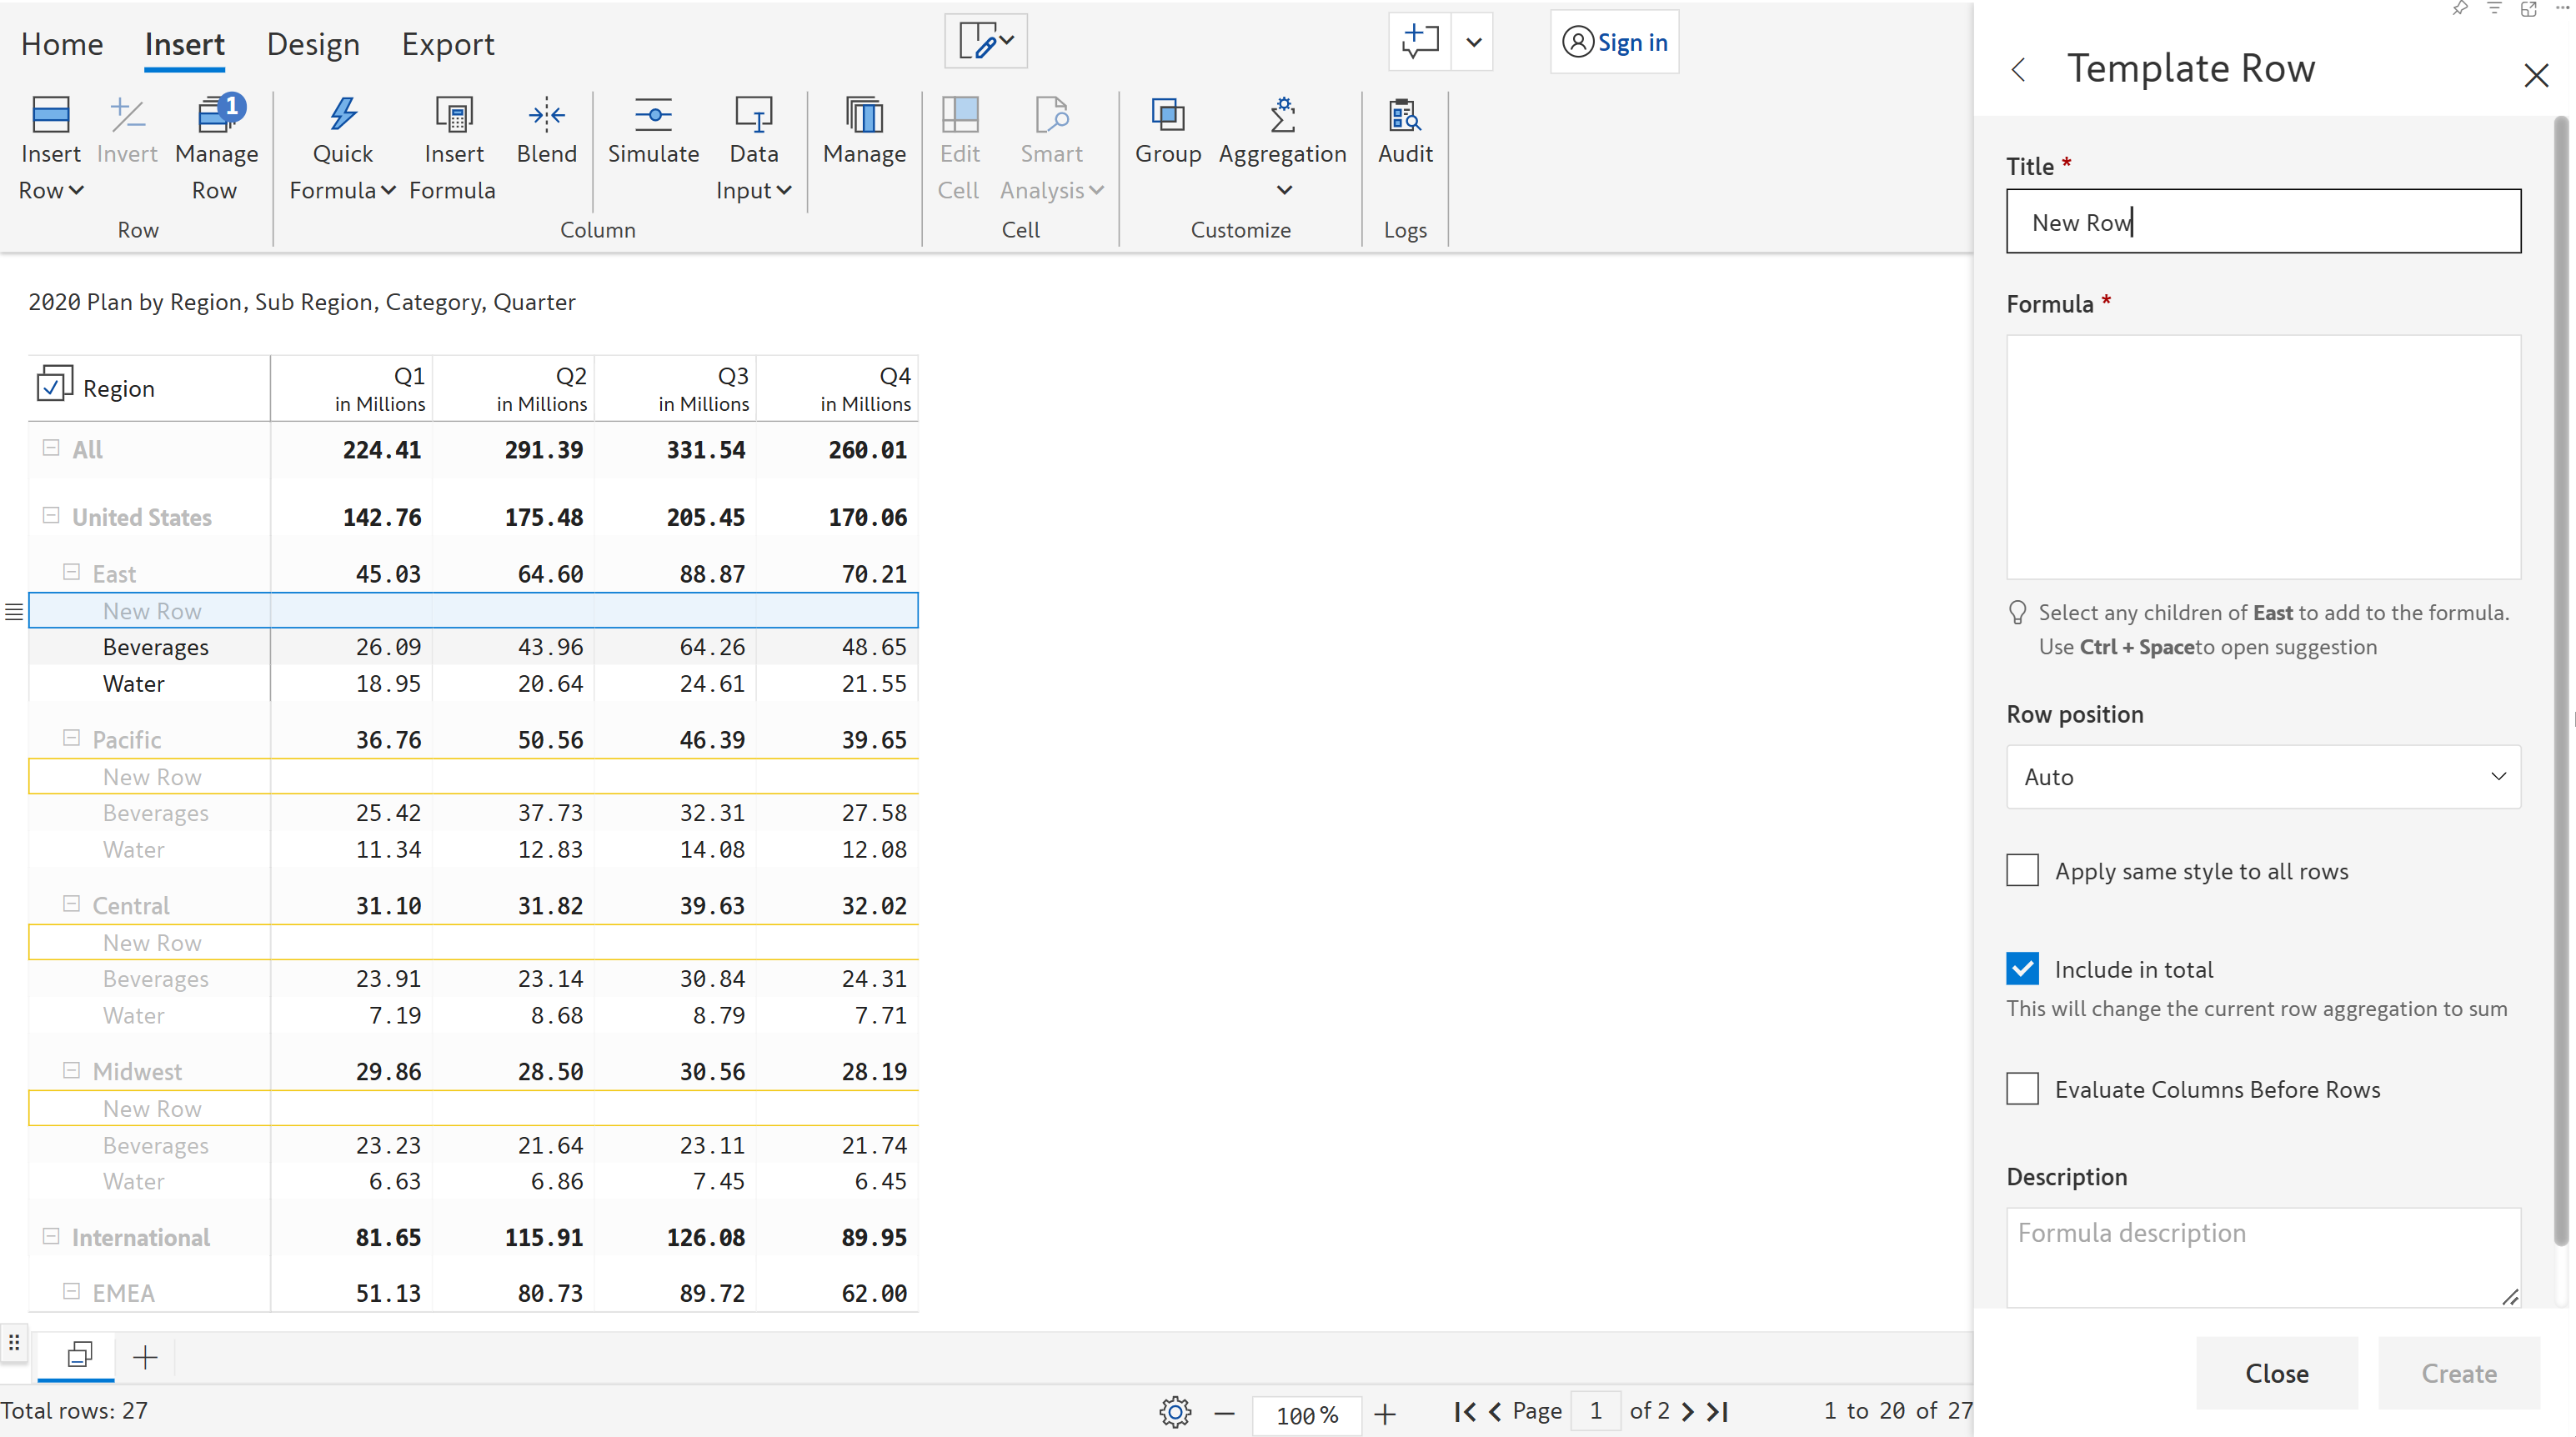 Home Insert Design Export
Sign in
Insert Row
Invert
1
Manage Row
Row
Quick Formula
Insert Formula
Blend
Simulate
Data Input
Column
Manage
Edit Cell
Smart Analysis
Cell
Group
Aggregation
Customize
Audit
Logs
2020 Plan by Region, Sub Region, Category, Quarter
Region Q1 Q2 Q3 Q4
in Millions in Millions in Millions in Millions
All 224.41 291.39 331.54 260.01
United States 142.76 175.48 205.45 170.06
East 45.03 64.60 88.87 70.21
New Row
Beverages 26.09 43.96 64.26 48.65
Water 18.95 20.64 24.61 21.55
Pacific 36.76 50.56 46.39 39.65
New Row
Beverages 25.42 37.73 32.31 27.58
Water 11.34 12.83 14.08 12.08
Central 31.10 31.82 39.63 32.02
New Row
Beverages 23.91 23.14 30.84 24.31
Water 7.19 8.68 8.79 7.71
Midwest 29.86 28.50 30.56 28.19
New Row
Beverages 23.23 21.64 23.11 21.74
Water 6.63 6.86 7.45 6.45
International 81.65 115.91 126.08 89.95
EMEA 51.13 80.73 89.72 62.00
Total rows: 27
100%
Page 1 of 2
1 to 20 of 27
Template Row
Title *
New Row
Formula *
Select any children of East to add to the formula.
Use Ctrl + Spaceto open suggestion
Row position
Auto
Apply same style to all rows
Include in total
This will change the current row aggregation to sum
Evaluate Columns Before Rows
Description
Formula description
Close Create